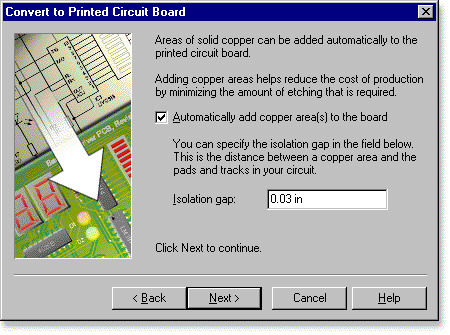 Convert to Printed Circuit Board
Areas of solid copper can be added automatically to the
printed circuit board.
Adding copper areas helps reduce the cost of production
by minimizing the amount of etching that is required.
Automatically add copper area(s) to the board
You can specify the isolation gap in the field below.
This is the distance between a copper area and the
pads and tracks in your circuit.
Isolation gap:
0.03 in
Click Next to continue.
< Back
Next >
Cancel
Help